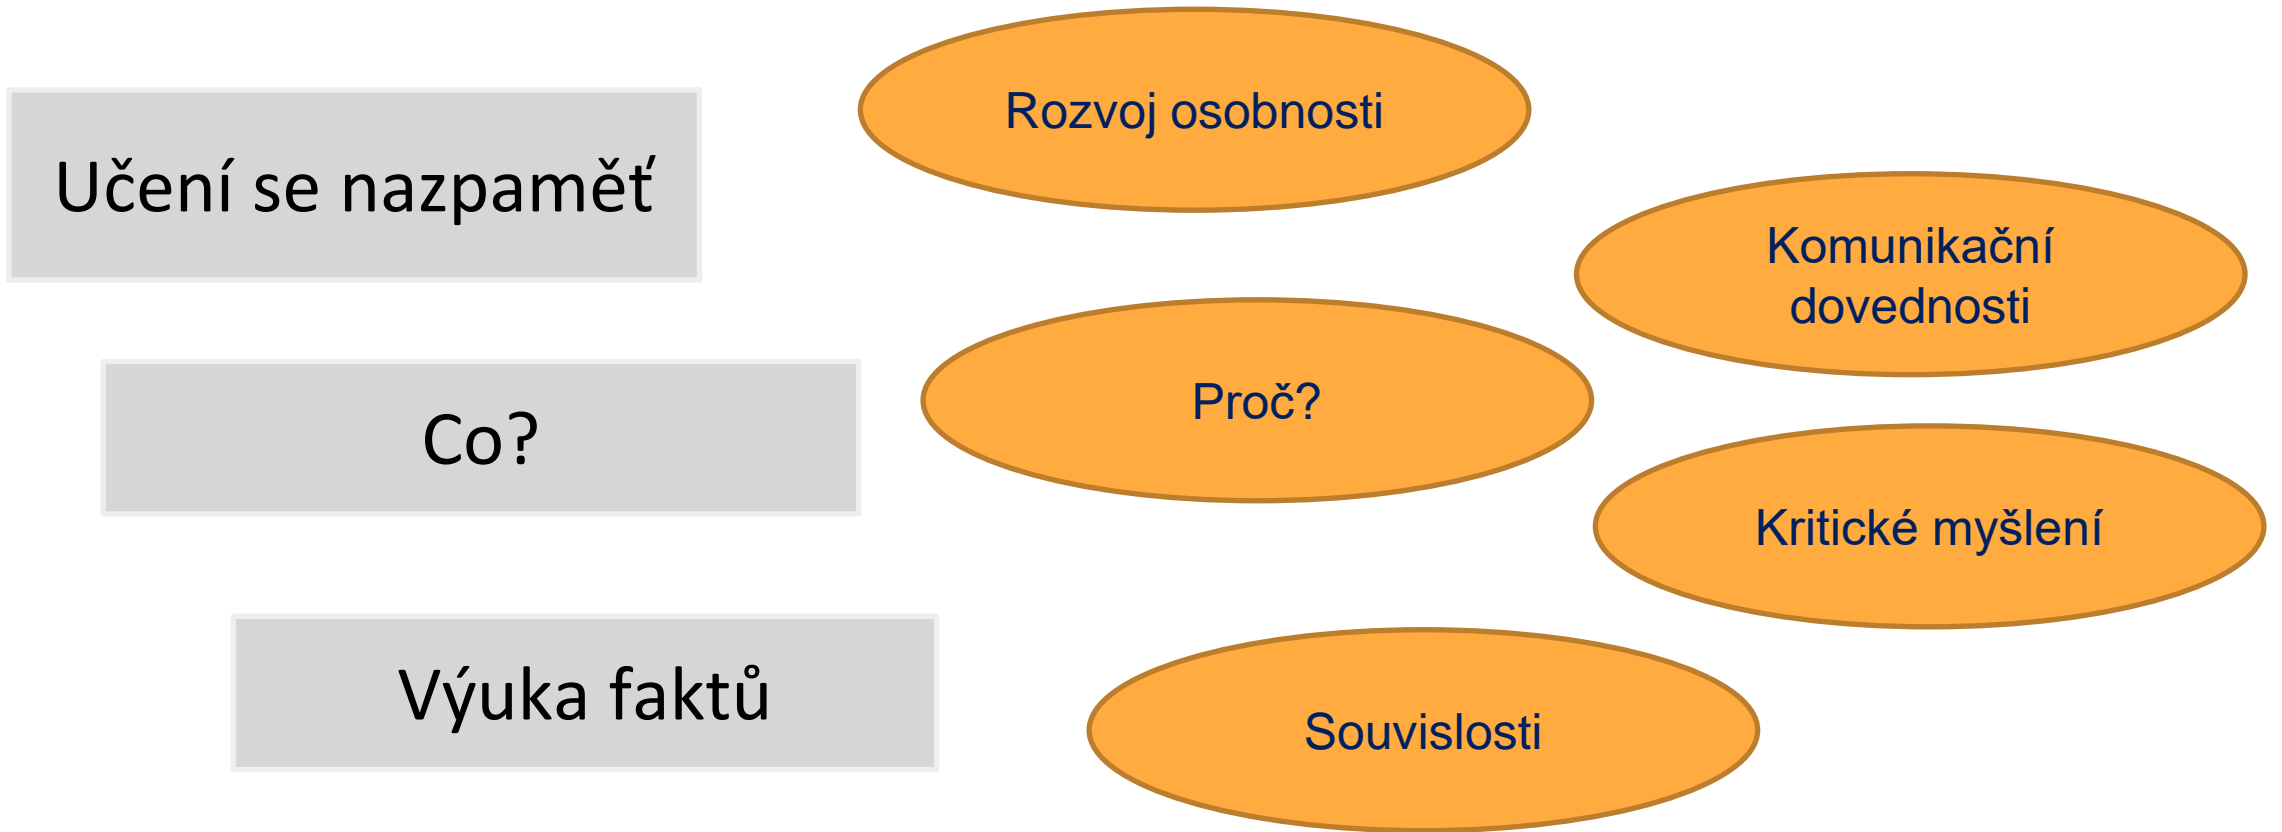 Učení se nazpaměť
Co?
Výuka faktů
Rozvoj osobnosti
Komunikační
dovednosti
Proč?
Kritické myšlení
Souvislosti